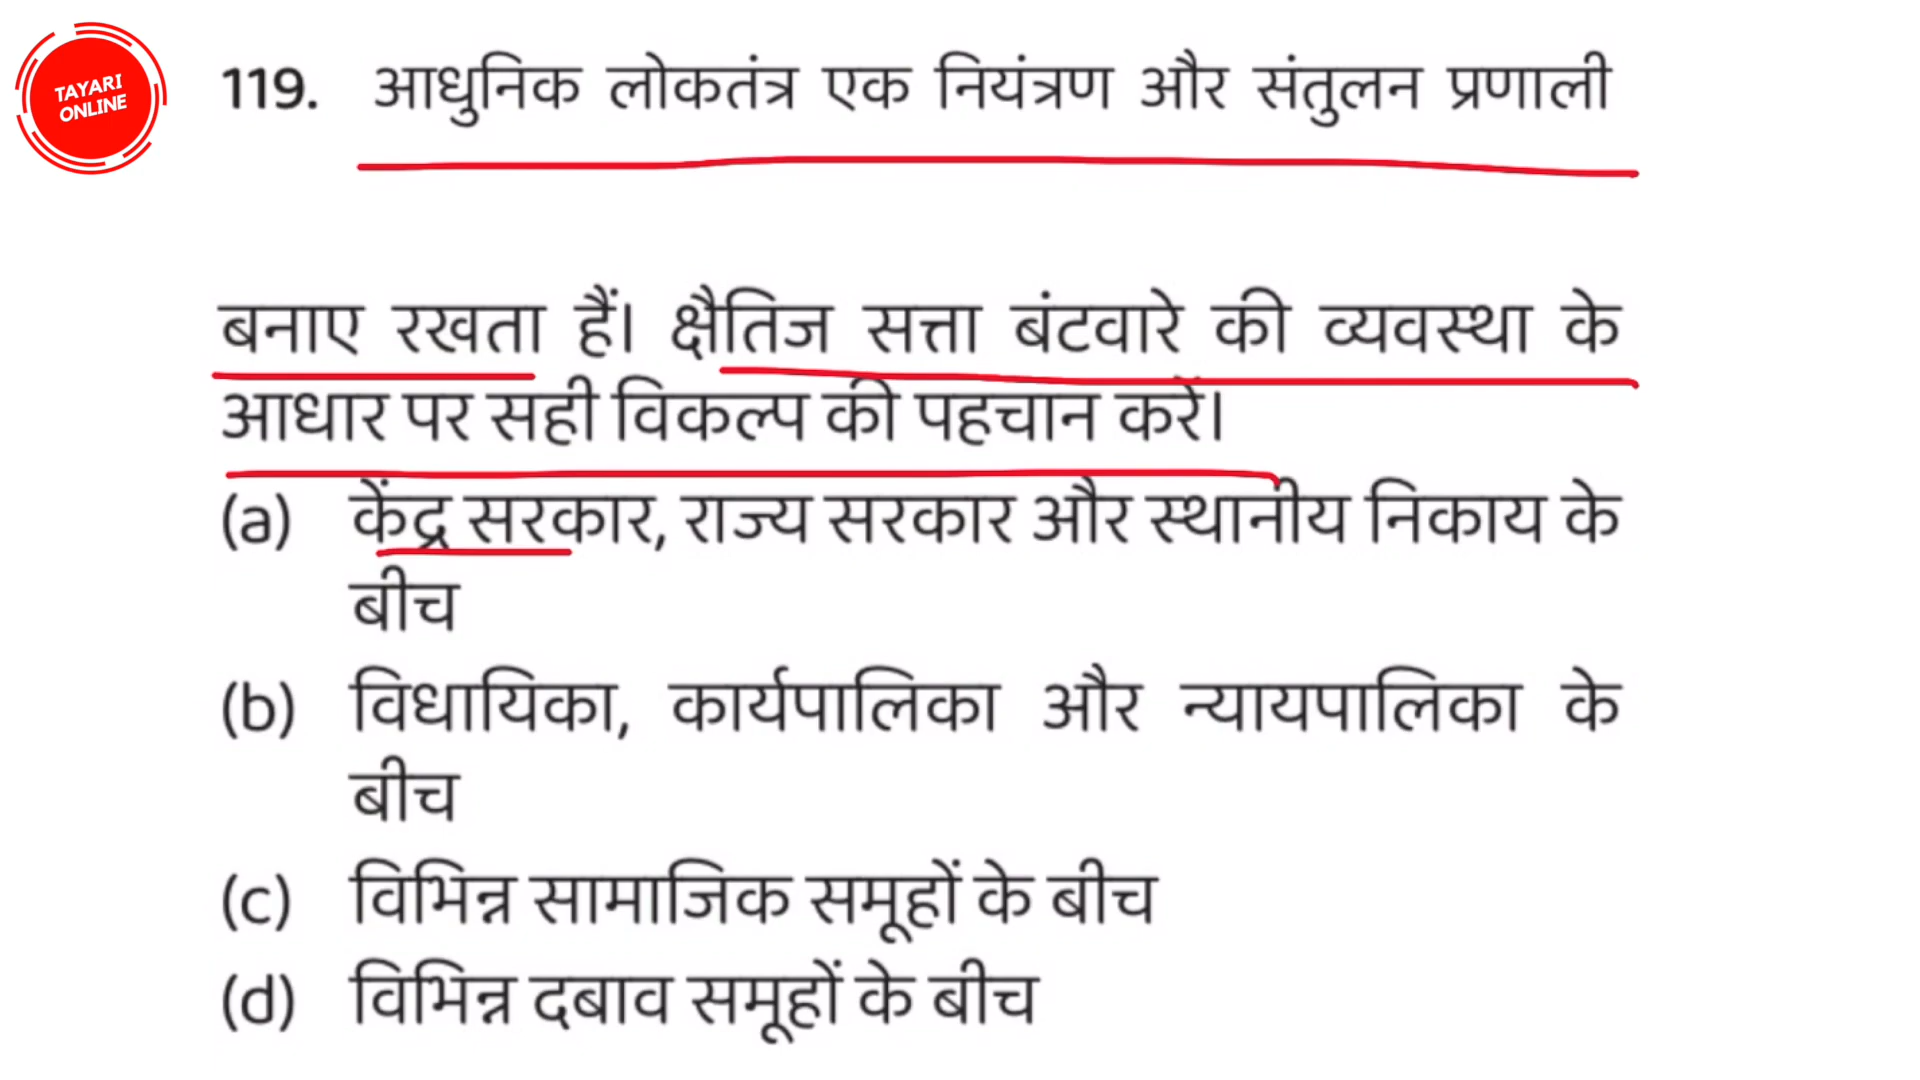 TAYARI
ONLINE
119. आधुनिक लोकतंत्र एक नियंत्रण और संतुलन प्रणाली
बनाए रखता हैं। क्षैतिज सत्ता बंटवारे की व्यवस्था के
आधार पर सही विकल्प की पहचान करें।
(a) केंद्र सरकार, राज्य सरकार और स्थानीय निकाय के
बीच
(b) विधायिका, कार्यपालिका और न्यायपालिका के
बीच
(c) विभिन्न सामाजिक समूहों के बीच
(d) विभिन्न दबाव समूहों के बीच